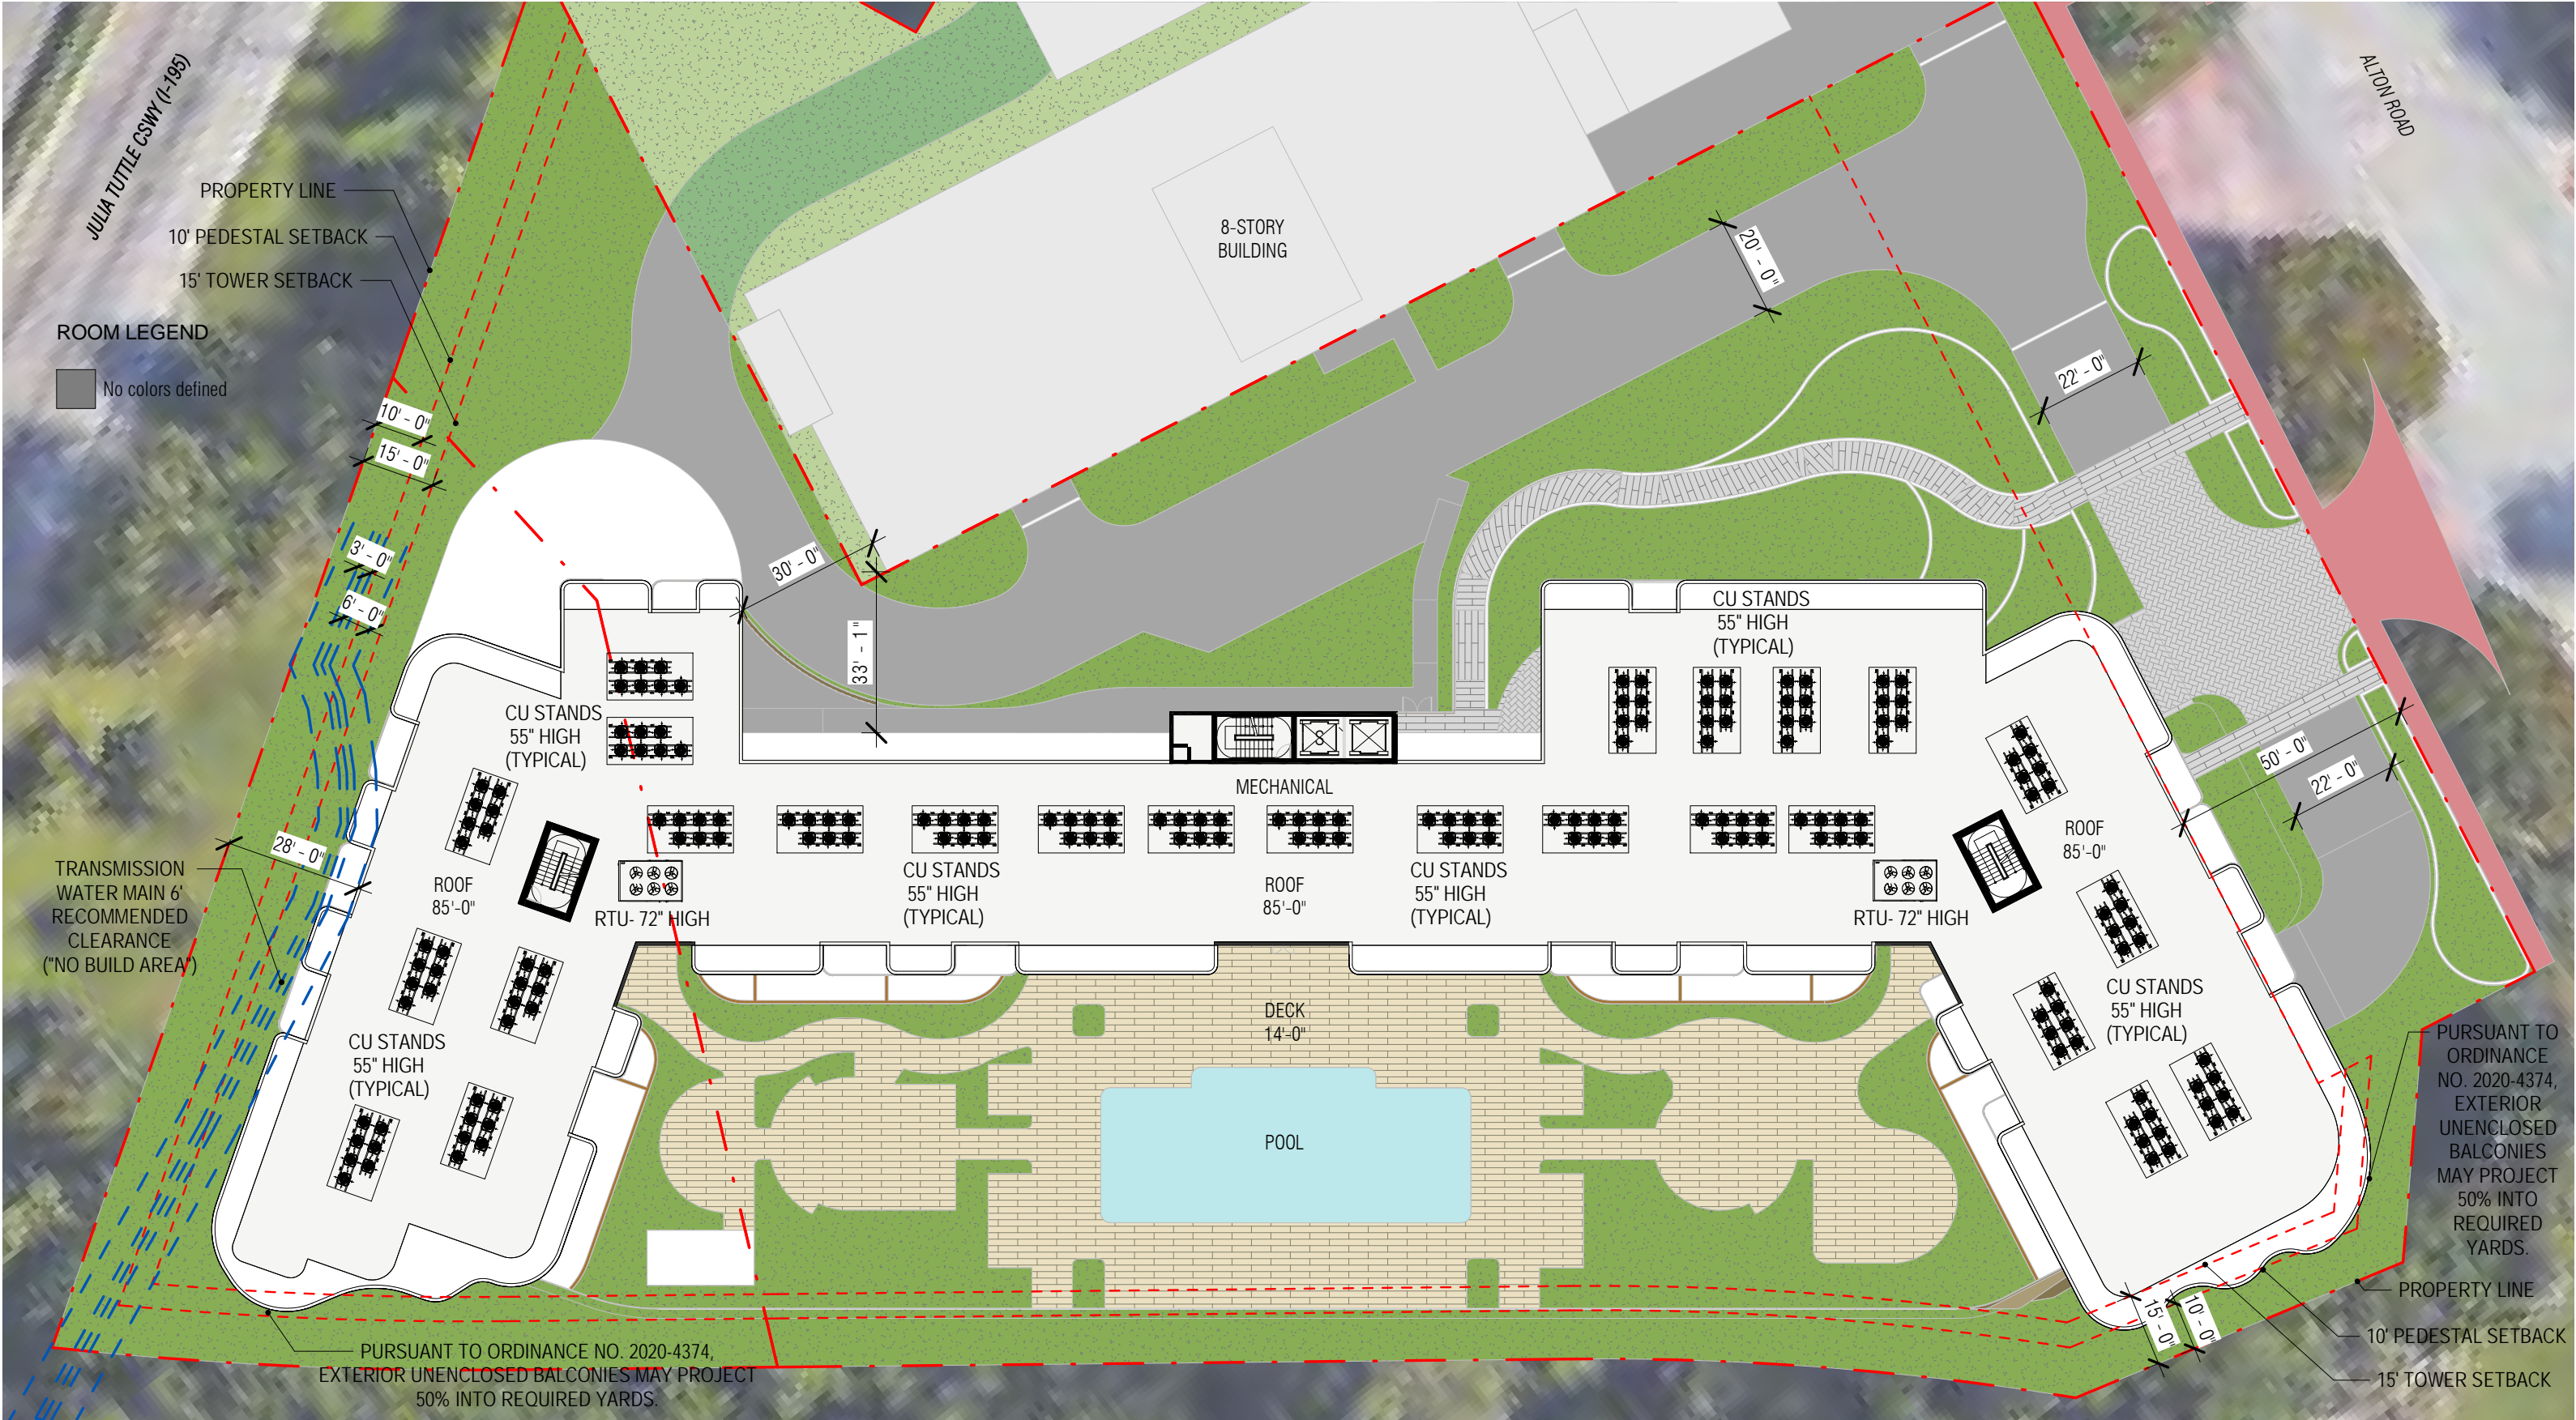 JULIA TUTTLE CSWY (I-195)
ALTON ROAD
PROPERTY LINE
10' PEDESTAL SETBACK
15' TOWER SETBACK
ROOM LEGEND
No colors defined
8-STORY
BUILDING
20' - 0"
22' - 0"
10' - 0"
15' - 0"
3' - 0"
6' - 0"
30' - 0"
33' - 1"
CU STANDS
55" HIGH
(TYPICAL)
CU STANDS
55" HIGH
(TYPICAL)
S
MECHANICAL
50' - 0"
22' - 0"
28' - 0"
TRANSMISSION
WATER MAIN 6'
RECOMMENDED
CLEARANCE
("NO BUILD AREA")
ROOF
85'-0"
RTU- 72" HIGH
CU STANDS
55" HIGH
(TYPICAL)
ROOF
85'-0"
CU STANDS
55" HIGH
(TYPICAL)
RTU- 72" HIGH
ROOF
85'-0"
CU STANDS
55" HIGH
(TYPICAL)
CU STANDS
55" HIGH
(TYPICAL)
DECK
14'-0"
POOL
PURSUANT TO
ORDINANCE
NO. 2020-4374,
EXTERIOR
UNENCLOSED
BALCONIES
MAY PROJECT
50% INTO
REQUIRED
YARDS.
PROPERTY LINE
10' PEDESTAL SETBACK
15' TOWER SETBACK
15' - 0"
10' - 0"
PURSUANT TO ORDINANCE NO. 2020-4374,
EXTERIOR UNENCLOSED BALCONIES MAY PROJECT
50% INTO REQUIRED YARDS.